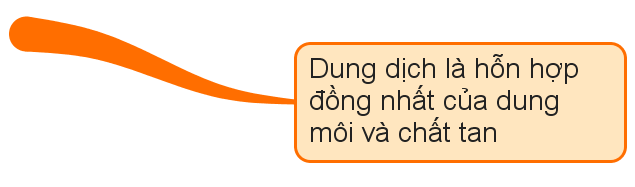 Dung dịch là hỗn hợp
đồng nhất của dung
môi và chất tan